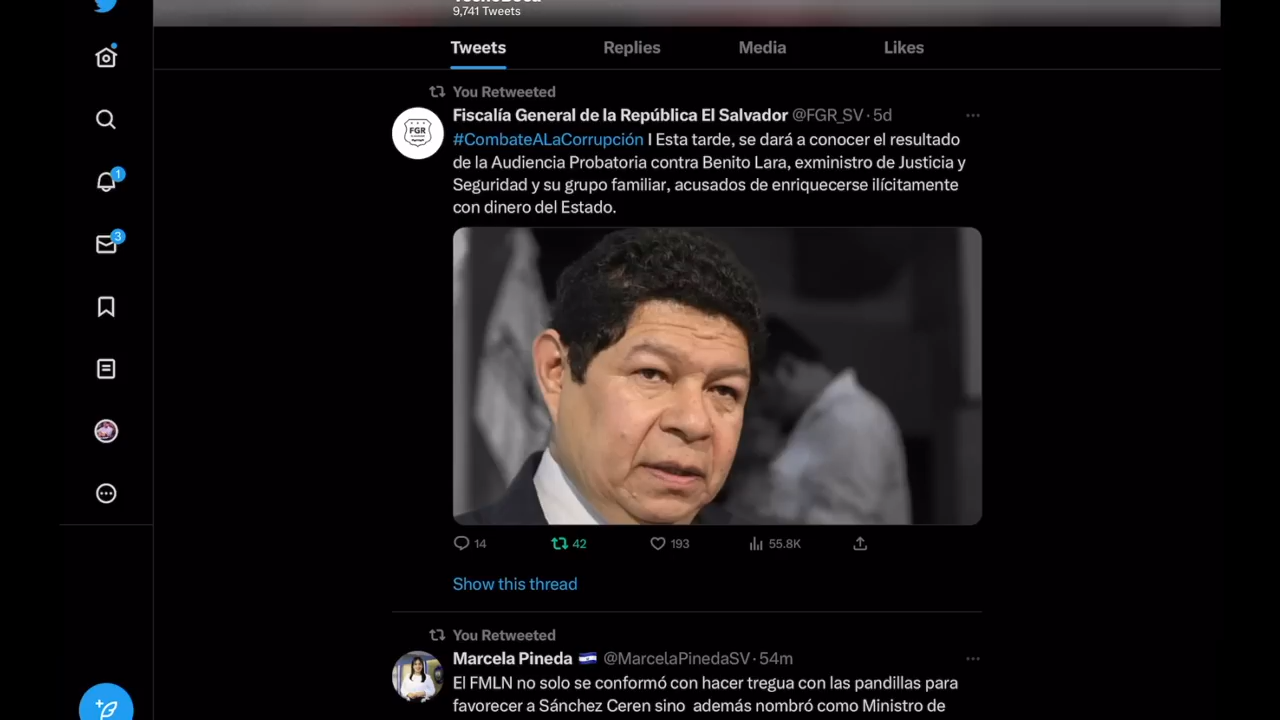 9,741 Tweets
Tweets Replies Media Likes
You Retweeted
Fiscalía General de la República El Salvador @FGR_SV · 5d
#CombateALaCorrupción I Esta tarde, se dará a conocer el resultado
de la Audiencia Probatoria contra Benito Lara, exministro de Justicia y
Seguridad y su grupo familiar, acusados de enriquecerse ilícitamente
con dinero del Estado.
FGR
1
3
14 42 193 55.8K
Show this thread
You Retweeted
Marcela Pineda @MarcelaPinedaSV · 54m
El FMLN no solo se conformó con hacer tregua con las pandillas para
favorecer a Sánchez Ceren sino además nombró como Ministro de